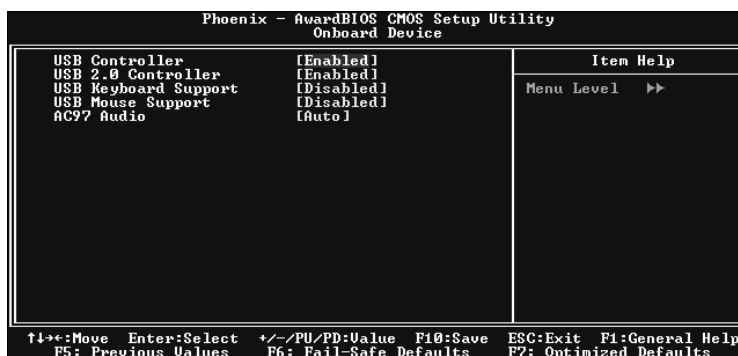 Phoenix - AwardBIOS CMOS Setup Utility
Onboard Device
USB Controller [Enabled]
USB 2.0 Controller [Enabled]
USB Keyboard Support [Disabled]
USB Mouse Support [Disabled]
AC97 Audio [Auto]
Item Help
Menu Level ▶▶
↑↓→←:Move Enter:Select +/-/PU/PD:Value F10:Save ESC:Exit F1:General Help
F5: Previous Values F6: Fail-Safe Defaults F7: Optimized Defaults